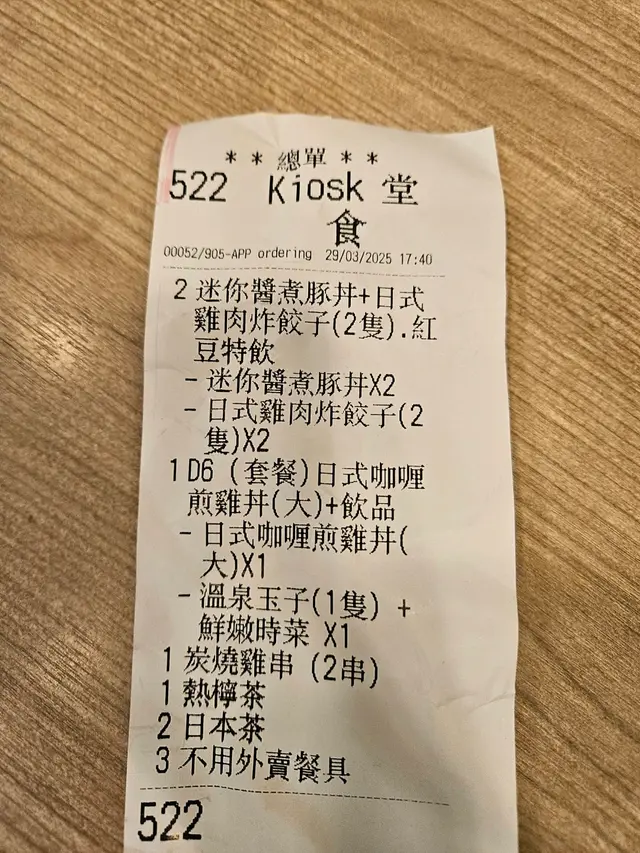 ** 總單 **
522 Kiosk 堂
食
00052/905-APP ordering 29/03/2025 17:40
2 迷你醬煮豚丼+日式
雞肉炸餃子(2隻).紅
豆特飲
- 迷你醬煮豚丼X2
- 日式雞肉炸餃子(2
隻)X2
1 D6 (套餐)日式咖喱
煎雞丼(大)+飲品
- 日式咖喱煎雞丼(
大)X1
- 溫泉玉子(1隻) +
鮮嫩時菜 X1
1 炭燒雞串 (2串)
1 熱檸茶
2 日本茶
3 不用外賣餐具
522